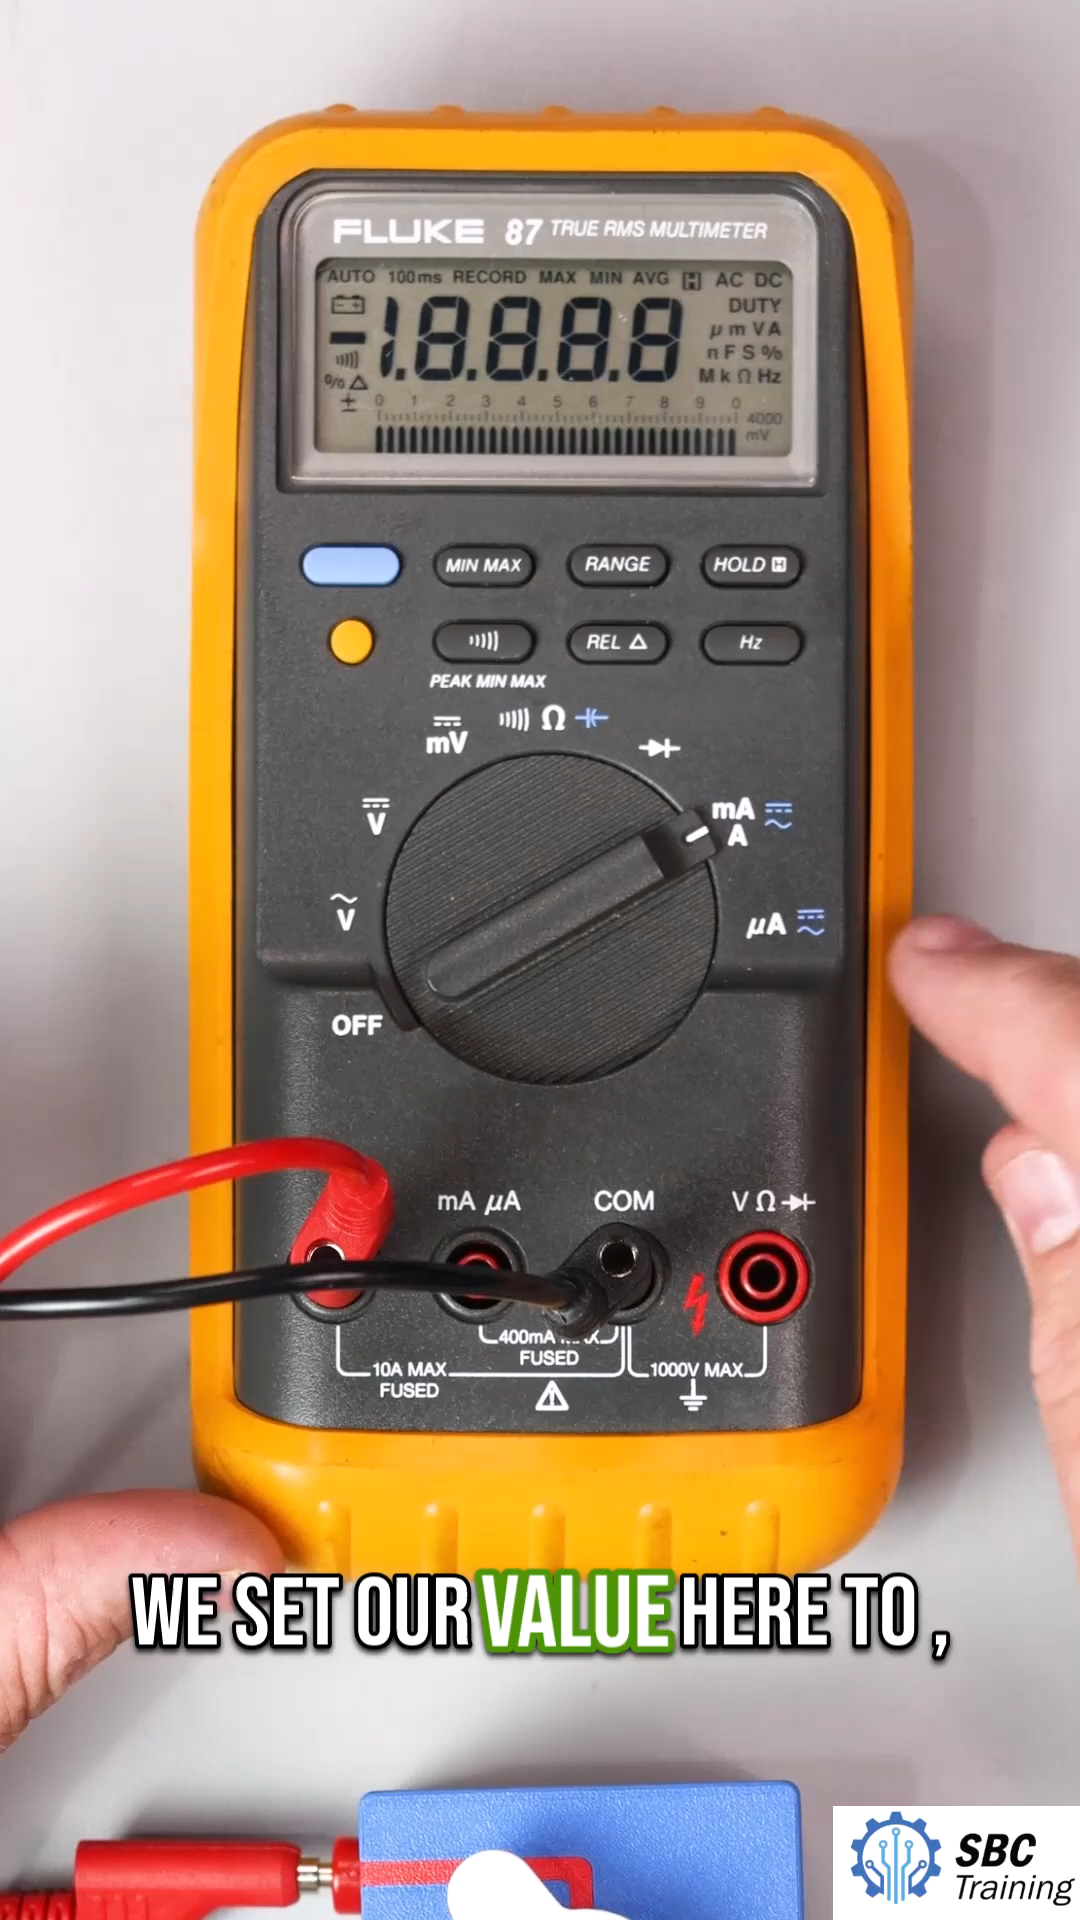 FLUKE 87 TRUE RMS MULTIMETER
AUTO 100ms RECORD MAX MIN AVG H AC DC
DUTY
-1.8.8.8.8
μ m V A
n F S %
% Δ
M k Ω Hz
±
0 1 2 3 4 5 6 7 8 9 0
4000
mV
MIN MAX
RANGE
HOLD H
REL Δ
Hz
PEAK MIN MAX
mV
Ω
V
mA
A
V
μA
OFF
mA μA
COM
V Ω
400mA MAX
FUSED
10A MAX
FUSED
1000V MAX
WE SET OUR VALUE HERE TO ,
SBC
Training